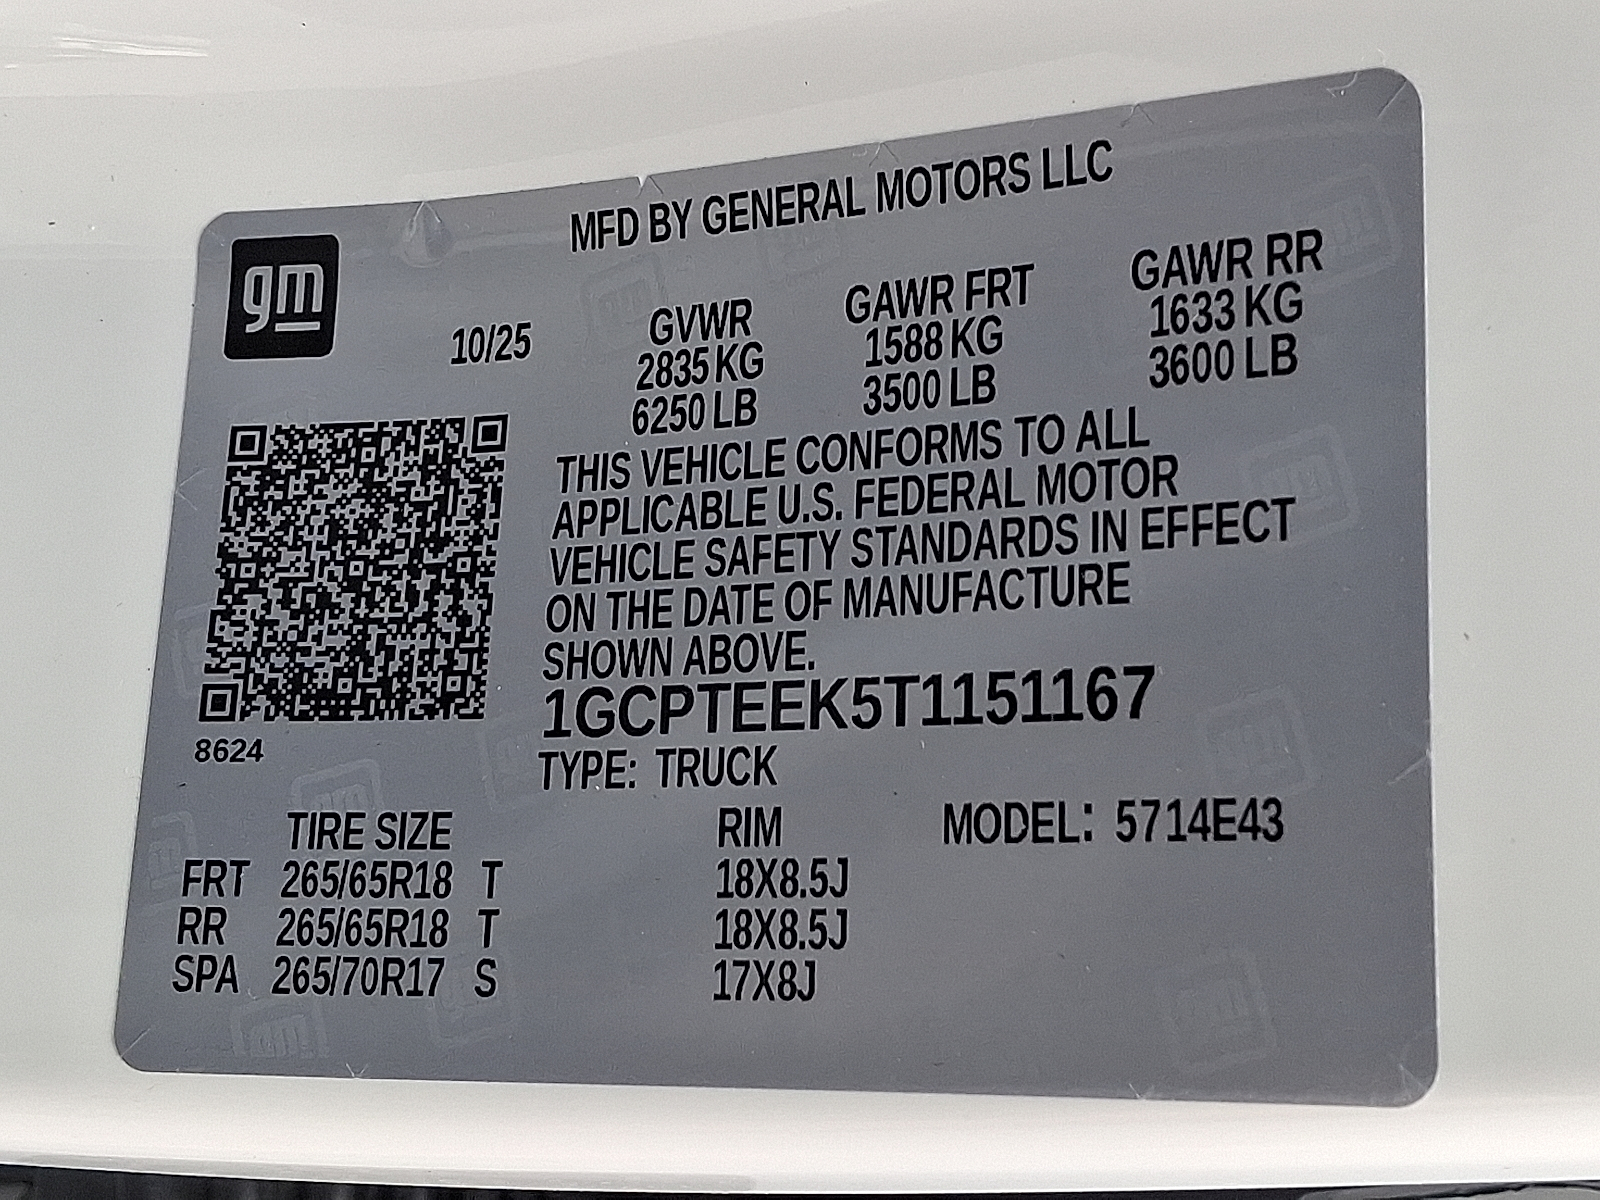 MFD BY GENERAL MOTORS LLC
gm
10/25
GVWR GAWR FRT GAWR RR
2835 KG 1588 KG 1633 KG
6250 LB 3500 LB 3600 LB
THIS VEHICLE CONFORMS TO ALL
APPLICABLE U.S. FEDERAL MOTOR
VEHICLE SAFETY STANDARDS IN EFFECT
ON THE DATE OF MANUFACTURE
SHOWN ABOVE.
1GCPTEEK5T1151167
8624
TYPE: TRUCK
TIRE SIZE RIM MODEL: 5714E43
FRT 265/65R18 T 18X8.5J
RR 265/65R18 T 18X8.5J
SPA 265/70R17 S 17X8J